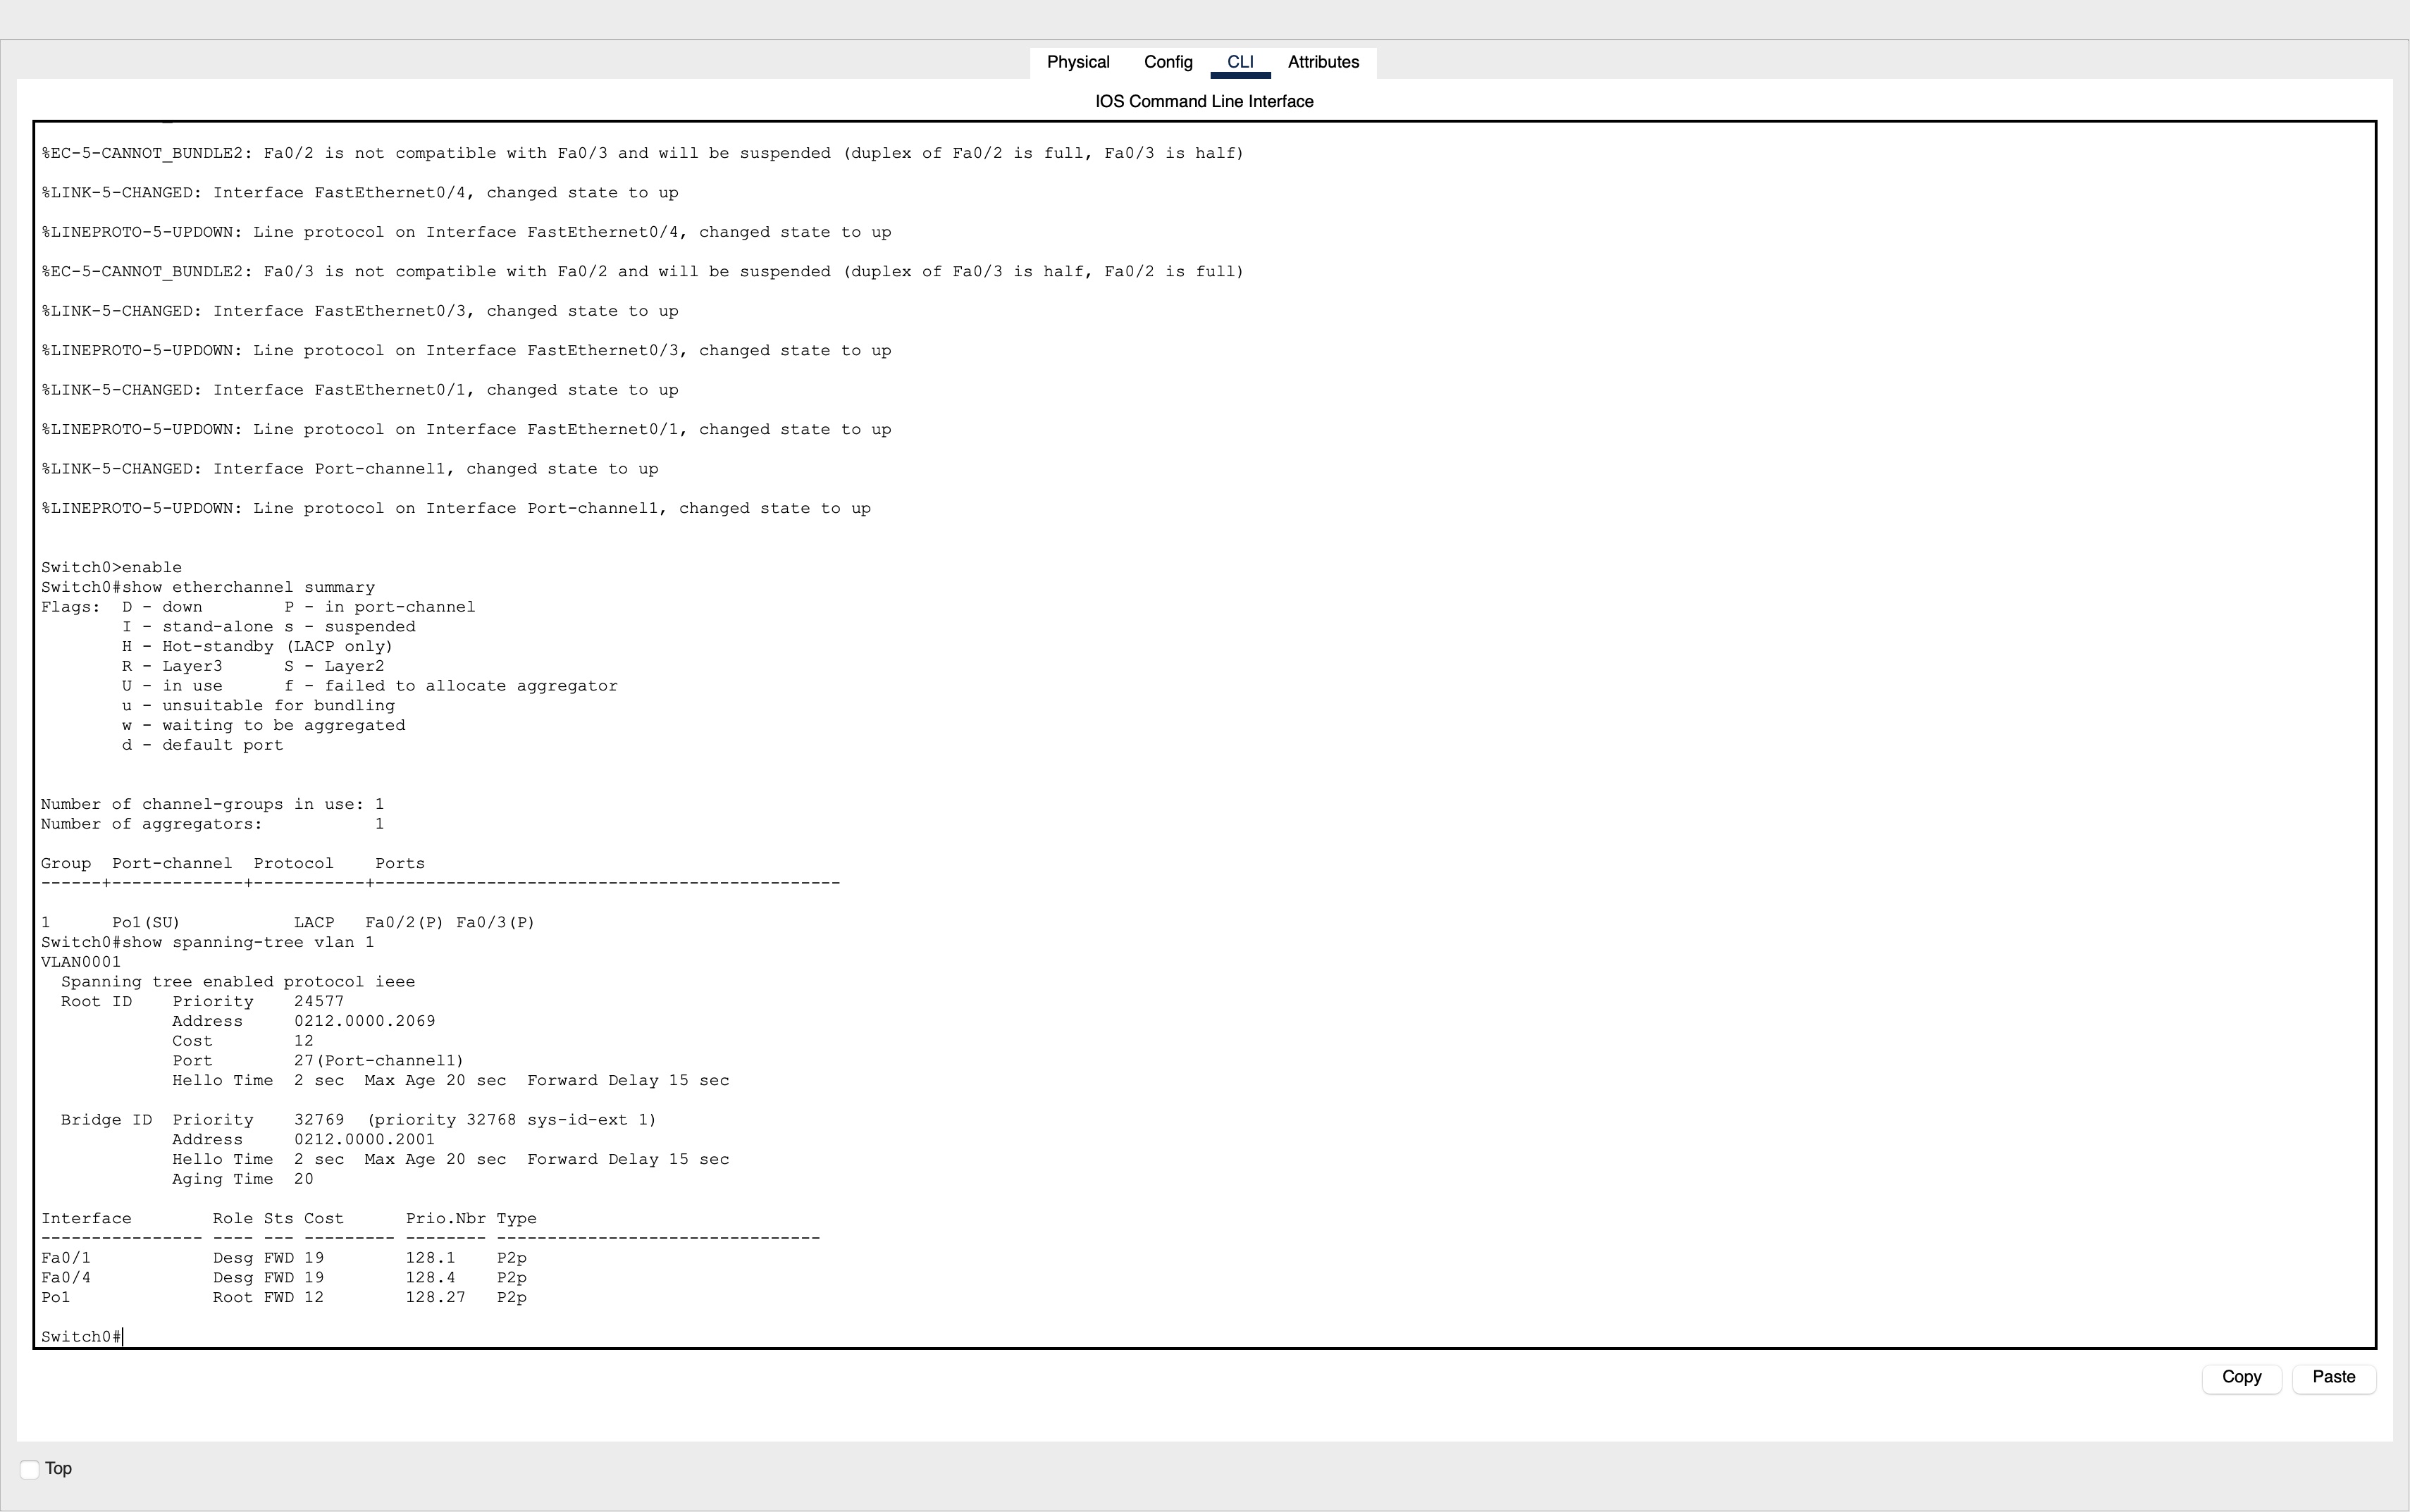 Physical Config CLI Attributes
IOS Command Line Interface
%EC-5-CANNOT_BUNDLE2: Fa0/2 is not compatible with Fa0/3 and will be suspended (duplex of Fa0/2 is full, Fa0/3 is half)
%LINK-5-CHANGED: Interface FastEthernet0/4, changed state to up
%LINEPROTO-5-UPDOWN: Line protocol on Interface FastEthernet0/4, changed state to up
%EC-5-CANNOT_BUNDLE2: Fa0/3 is not compatible with Fa0/2 and will be suspended (duplex of Fa0/3 is half, Fa0/2 is full)
%LINK-5-CHANGED: Interface FastEthernet0/3, changed state to up
%LINEPROTO-5-UPDOWN: Line protocol on Interface FastEthernet0/3, changed state to up
%LINK-5-CHANGED: Interface FastEthernet0/1, changed state to up
%LINEPROTO-5-UPDOWN: Line protocol on Interface FastEthernet0/1, changed state to up
%LINK-5-CHANGED: Interface Port-channel1, changed state to up
%LINEPROTO-5-UPDOWN: Line protocol on Interface Port-channel1, changed state to up
Switch0>enable
Switch0#show etherchannel summary
Flags:  D - down        P - in port-channel
        I - stand-alone s - suspended
        H - Hot-standby (LACP only)
        R - Layer3      S - Layer2
        U - in use      f - failed to allocate aggregator
        u - unsuitable for bundling
        w - waiting to be aggregated
        d - default port
Number of channel-groups in use: 1
Number of aggregators:           1
Group  Port-channel  Protocol    Ports
------+-------------+-----------+----------------------------------------------
1      Po1(SU)           LACP   Fa0/2(P) Fa0/3(P)
Switch0#show spanning-tree vlan 1
VLAN0001
  Spanning tree enabled protocol ieee
  Root ID    Priority    24577
             Address     0212.0000.2069
             Cost        12
             Port        27(Port-channel1)
             Hello Time  2 sec  Max Age 20 sec  Forward Delay 15 sec
  Bridge ID  Priority    32769  (priority 32768 sys-id-ext 1)
             Address     0212.0000.2001
             Hello Time  2 sec  Max Age 20 sec  Forward Delay 15 sec
             Aging Time  20
Interface        Role Sts Cost      Prio.Nbr Type
---------------- ---- --- --------- -------- --------------------------------
Fa0/1            Desg FWD 19        128.1    P2p
Fa0/4            Desg FWD 19        128.4    P2p
Po1              Root FWD 12        128.27   P2p
Switch0#
Copy Paste
Top